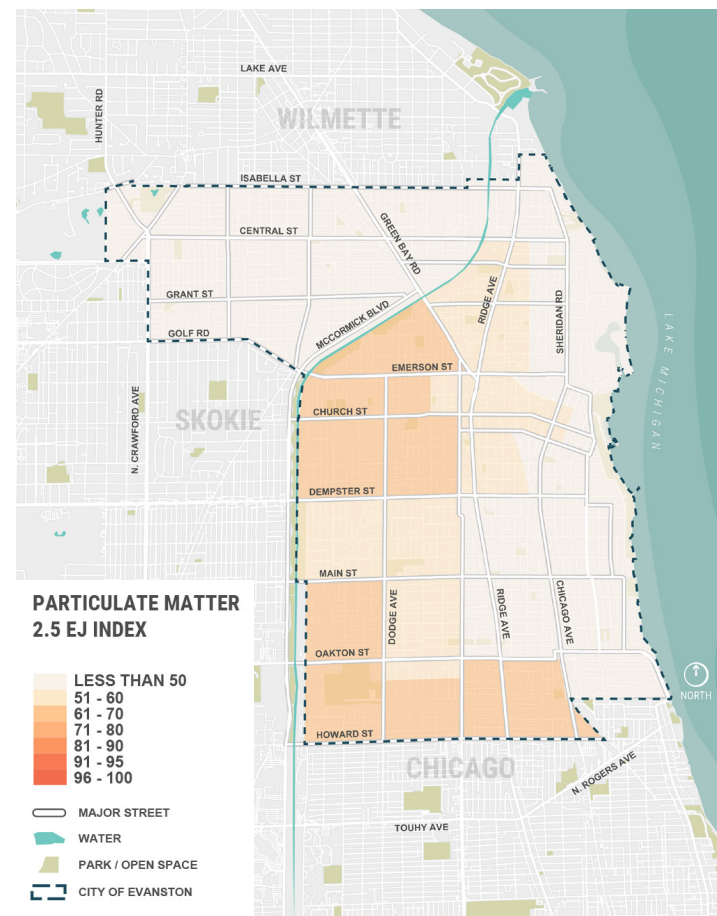 LAKE AVE
HUNTER RD
WILMETTE
ISABELLA ST
GREEN BAY RD
CENTRAL ST
RIDGE AVE
GRANT ST
SHERIDAN RD
MCCORMICK BLVD
GOLF RD
LAKE MICHIGAN
EMERSON ST
N. CRAWFORD AVE
SKOKIE
CHURCH ST
DEMPSTER ST
MAIN ST
DODGE AVE
RIDGE AVE
CHICAGO AVE
OAKTON ST
NORTH
HOWARD ST
CHICAGO
N. ROGERS AVE
TOUHY AVE
PARTICULATE MATTER
2.5 EJ INDEX
LESS THAN 50
51 - 60
61 - 70
71 - 80
81 - 90
91 - 95
96 - 100
MAJOR STREET
WATER
PARK / OPEN SPACE
CITY OF EVANSTON